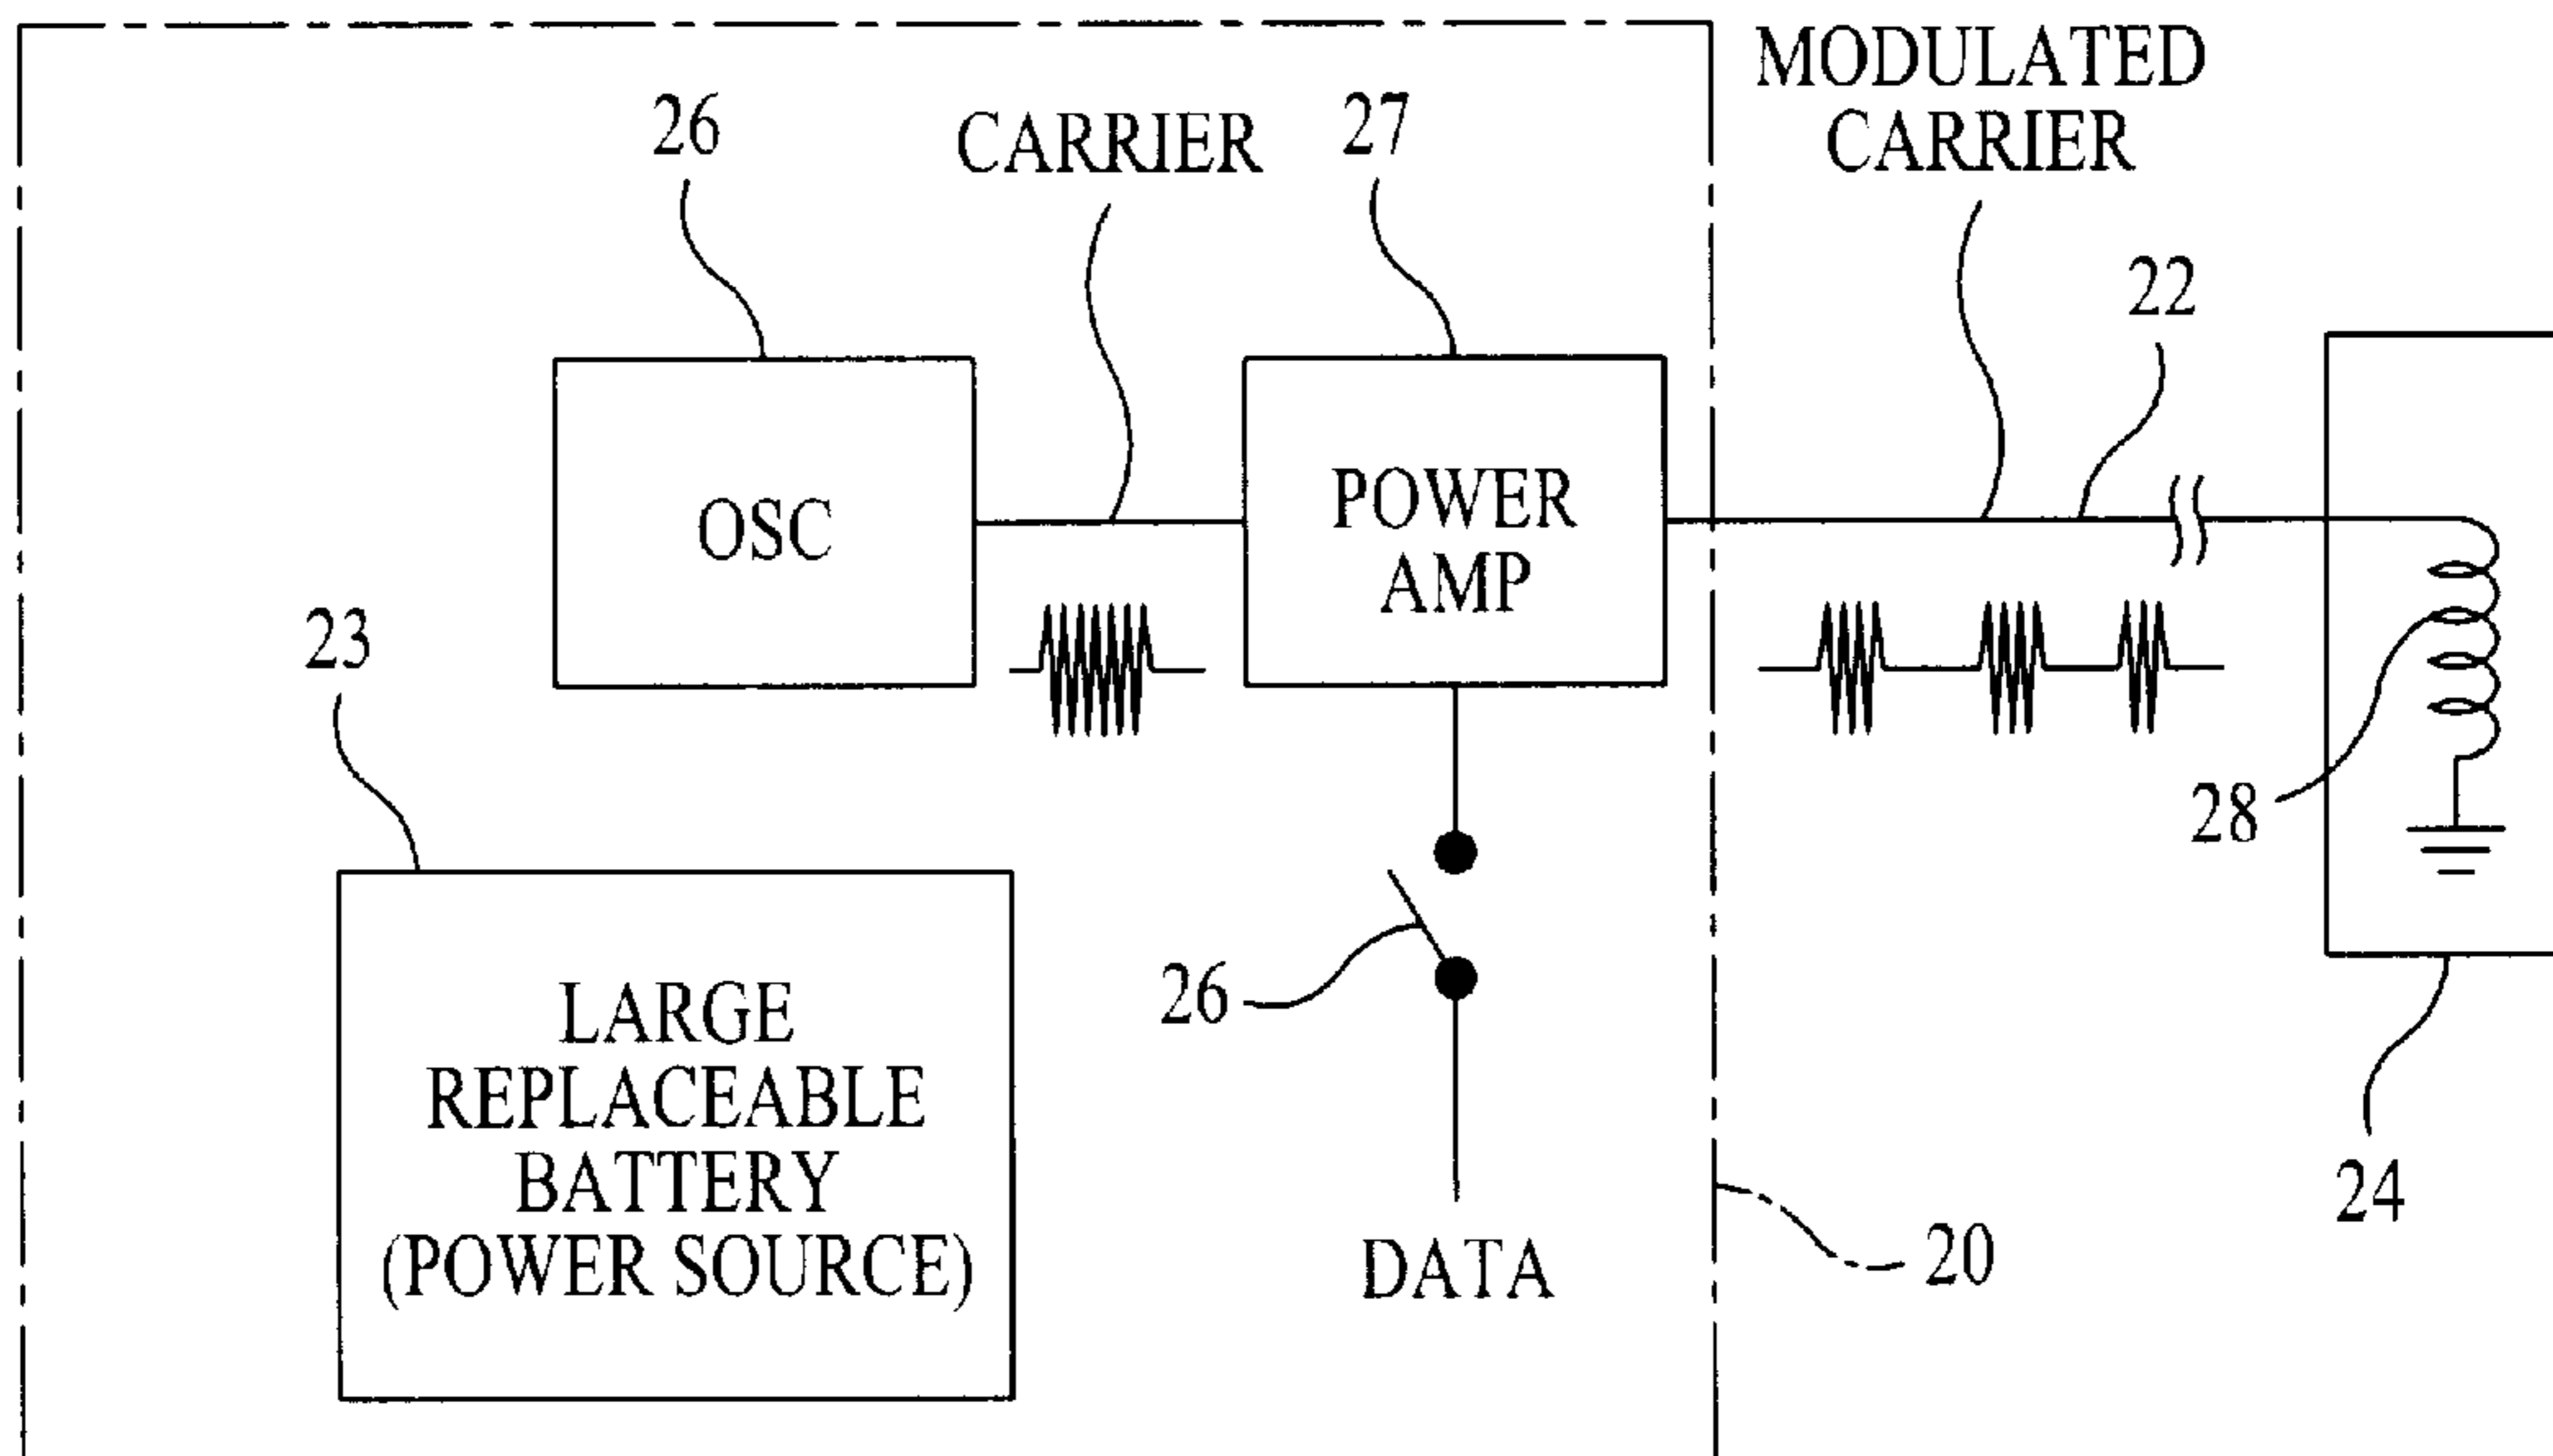 MODULATED
CARRIER
26
CARRIER
27
22
OSC
POWER
AMP
23
28
26
LARGE
REPLACEABLE
BATTERY
(POWER SOURCE)
24
20
DATA